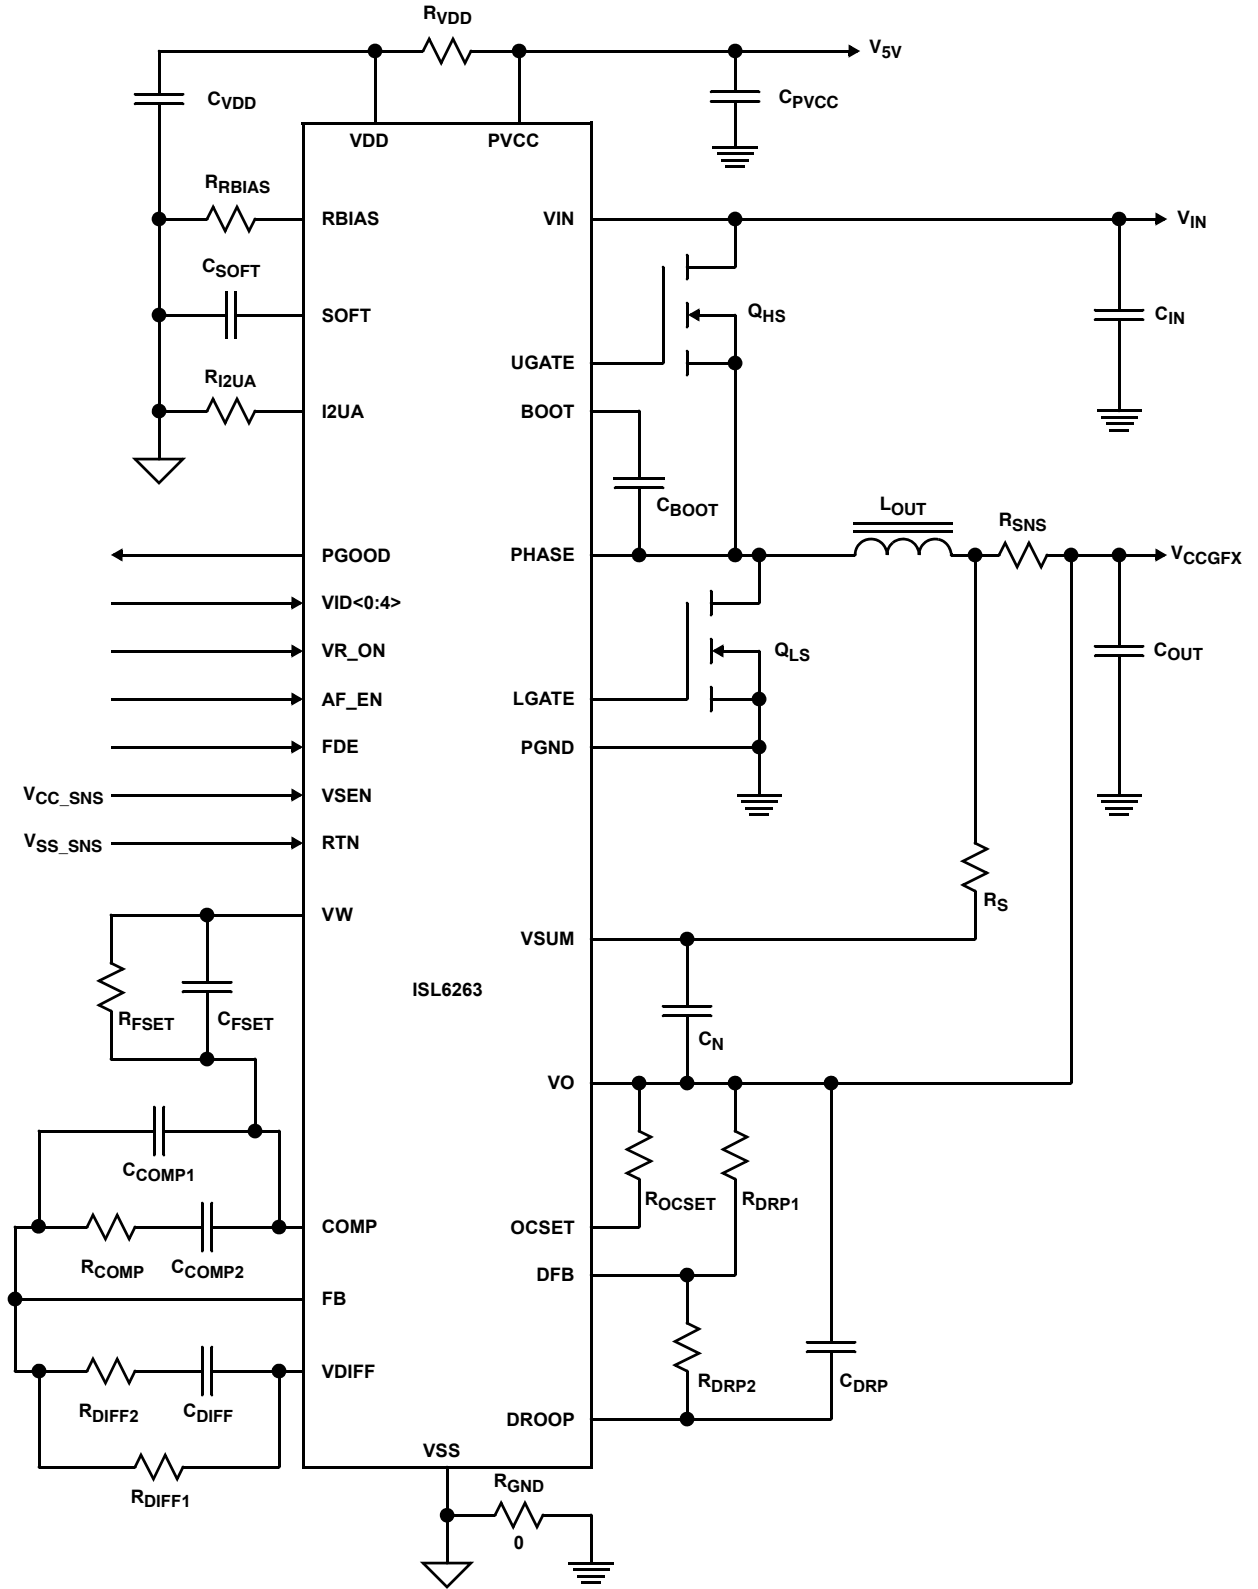 RVDD
V5V
CVDD
CPVCC
VDD
PVCC
RRBIAS
RBIAS
VIN
VIN
CSOFT
SOFT
QHS
CIN
UGATE
RI2UA
I2UA
BOOT
CBOOT
LOUT
RSNS
PGOOD
PHASE
VCCGFX
VID<0:4>
VR_ON
QLS
COUT
AF_EN
LGATE
FDE
PGND
VCC_SNS
VSEN
VSS_SNS
RTN
RS
VW
VSUM
ISL6263
RFSET
CFSET
CN
VO
CCOMP1
ROCSET
RDRP1
COMP
OCSET
RCOMP
CCOMP2
DFB
FB
VDIFF
RDRP2
CDRP
RDIFF2
CDIFF
DROOP
VSS
RDIFF1
RGND
0